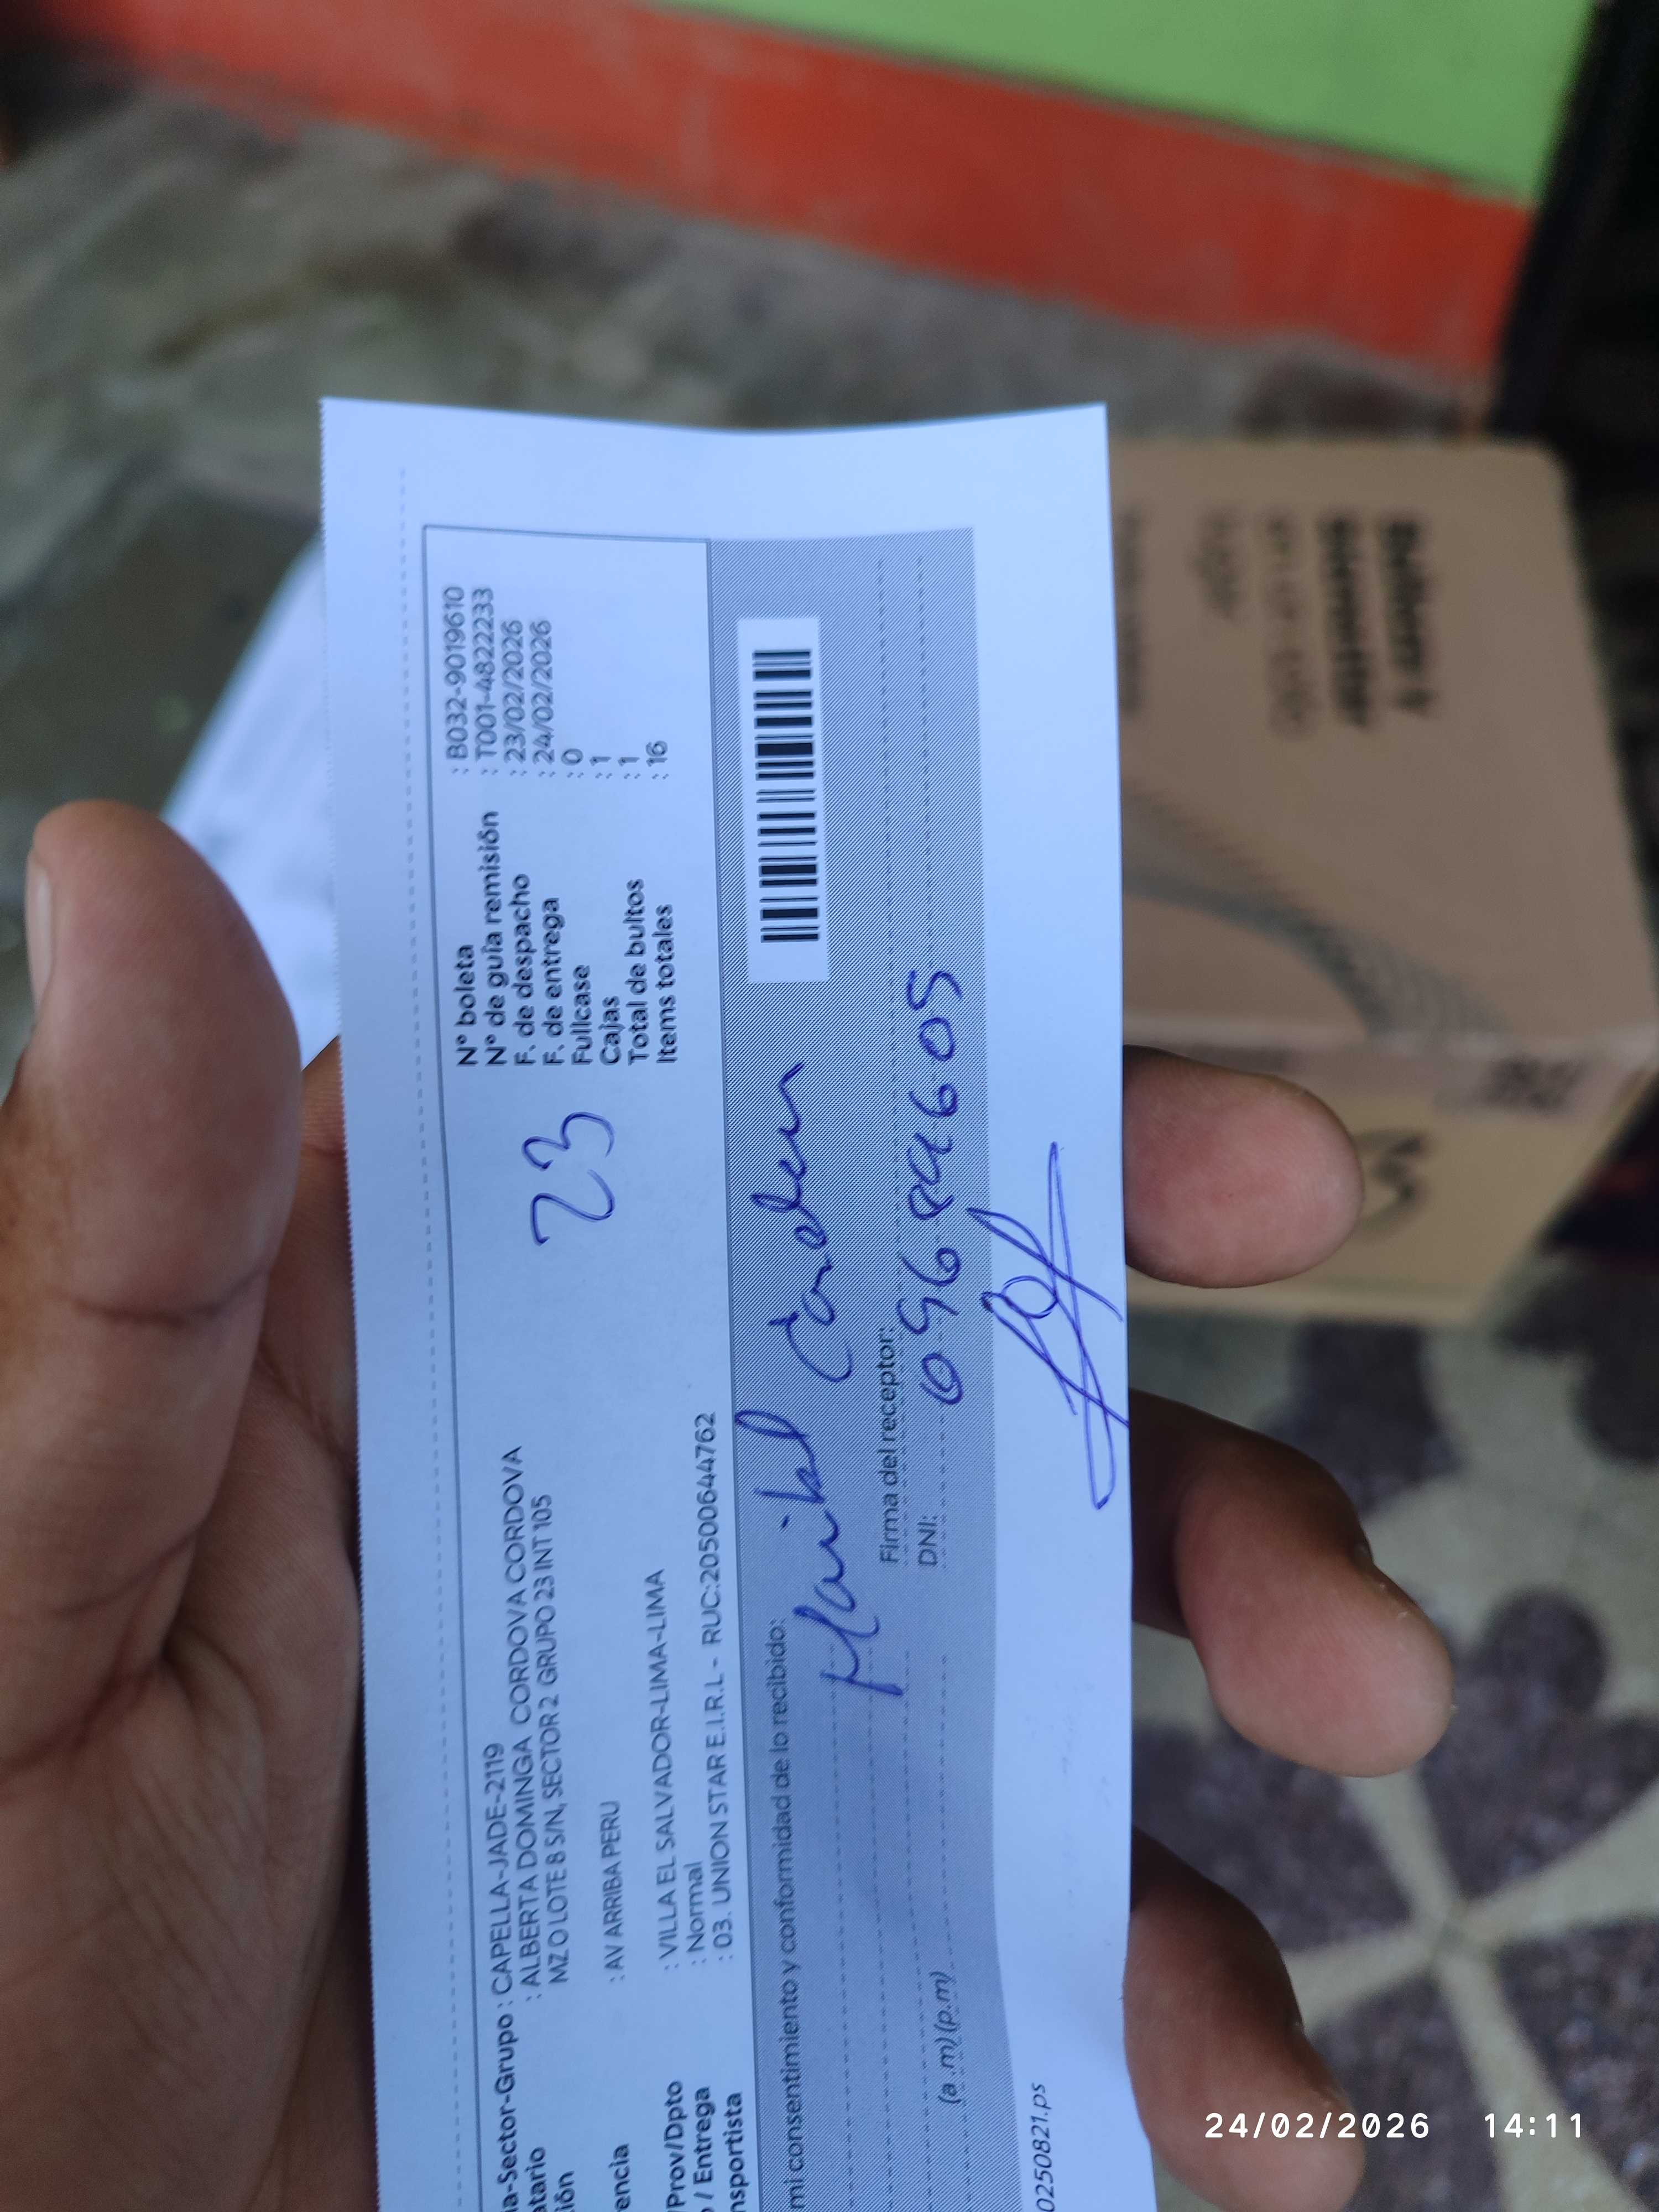 ia-Sector-Grupo : CAPELLA-JADE-2119
atario : ALBERTA DOMINGA CORDOVA CORDOVA
ión MZ O LOTE 8 S/N, SECTOR 2 GRUPO 23 INT 105
encia : AV ARRIBA PERU
/Prov/Dpto : VILLA EL SALVADOR-LIMA-LIMA
o / Entrega : Normal
nsportista : 03. UNION STAR E.I.R.L - RUC:20500644762
23
N° boleta : B032-9019610
N° de guía remisión : T001-4822233
F. de despacho : 23/02/2026
F. de entrega : 24/02/2026
Fullcase : 0
Cajas : 1
Total de bultos : 1
Items totales : 16
mi consentimiento y conformidad de lo recibido:
Firma del receptor:
DNI:
(a .m) (p.m)
02250821.ps
24/02/2026 14:11